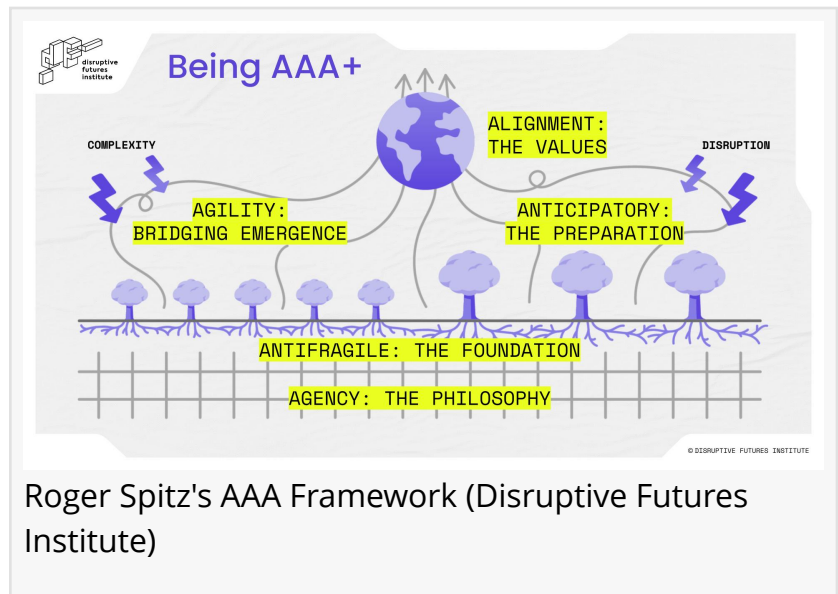 disruptive
futures
institute
Being AAA+
COMPLEXITY
ALIGNMENT:
THE VALUES
DISRUPTION
AGILITY:
BRIDGING EMERGENCE
ANTICIPATORY:
THE PREPARATION
ANTIFRAGILE: THE FOUNDATION
AGENCY: THE PHILOSOPHY
© DISRUPTIVE FUTURES INSTITUTE
Roger Spitz's AAA Framework (Disruptive Futures
Institute)